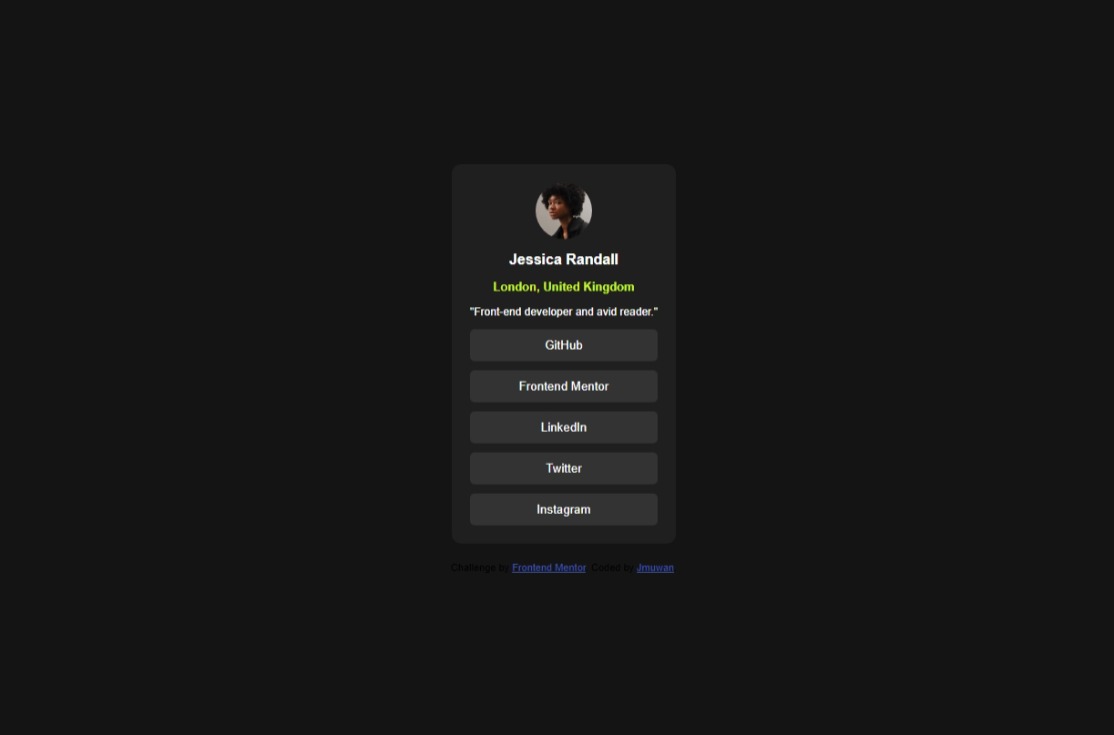 Jessica Randall
London, United Kingdom
"Front-end developer and avid reader."
GitHub
Frontend Mentor
LinkedIn
Twitter
Instagram
Challenge by Frontend Mentor. Coded by Jmuwan